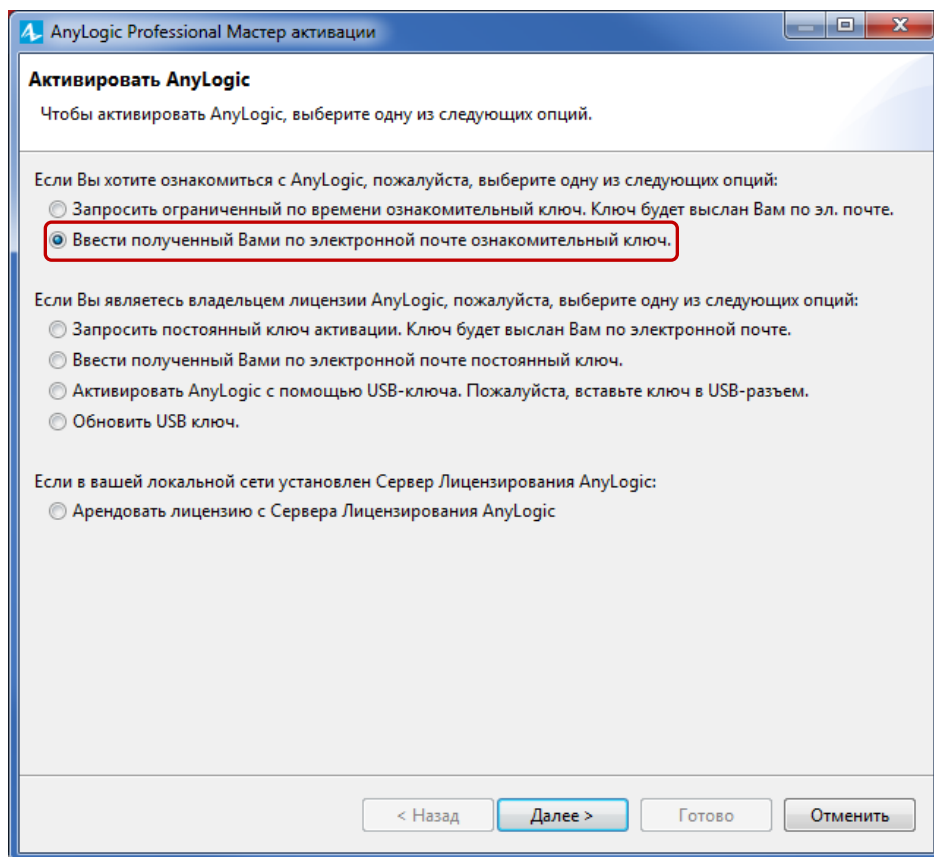 AnyLogic Professional Мастер активации
Активировать AnyLogic
Чтобы активировать AnyLogic, выберите одну из следующих опций.
Если Вы хотите ознакомиться с AnyLogic, пожалуйста, выберите одну из следующих опций:
Запросить ограниченный по времени ознакомительный ключ. Ключ будет выслан Вам по эл. почте.
Ввести полученный Вами по электронной почте ознакомительный ключ.
Если Вы являетесь владельцем лицензии AnyLogic, пожалуйста, выберите одну из следующих опций:
Запросить постоянный ключ активации. Ключ будет выслан Вам по электронной почте.
Ввести полученный Вами по электронной почте постоянный ключ.
Активировать AnyLogic с помощью USB-ключа. Пожалуйста, вставьте ключ в USB-разъем.
Обновить USB ключ.
Если в вашей локальной сети установлен Сервер Лицензирования AnyLogic:
Арендовать лицензию с Сервера Лицензирования AnyLogic
< Назад Далее > Готово Отменить